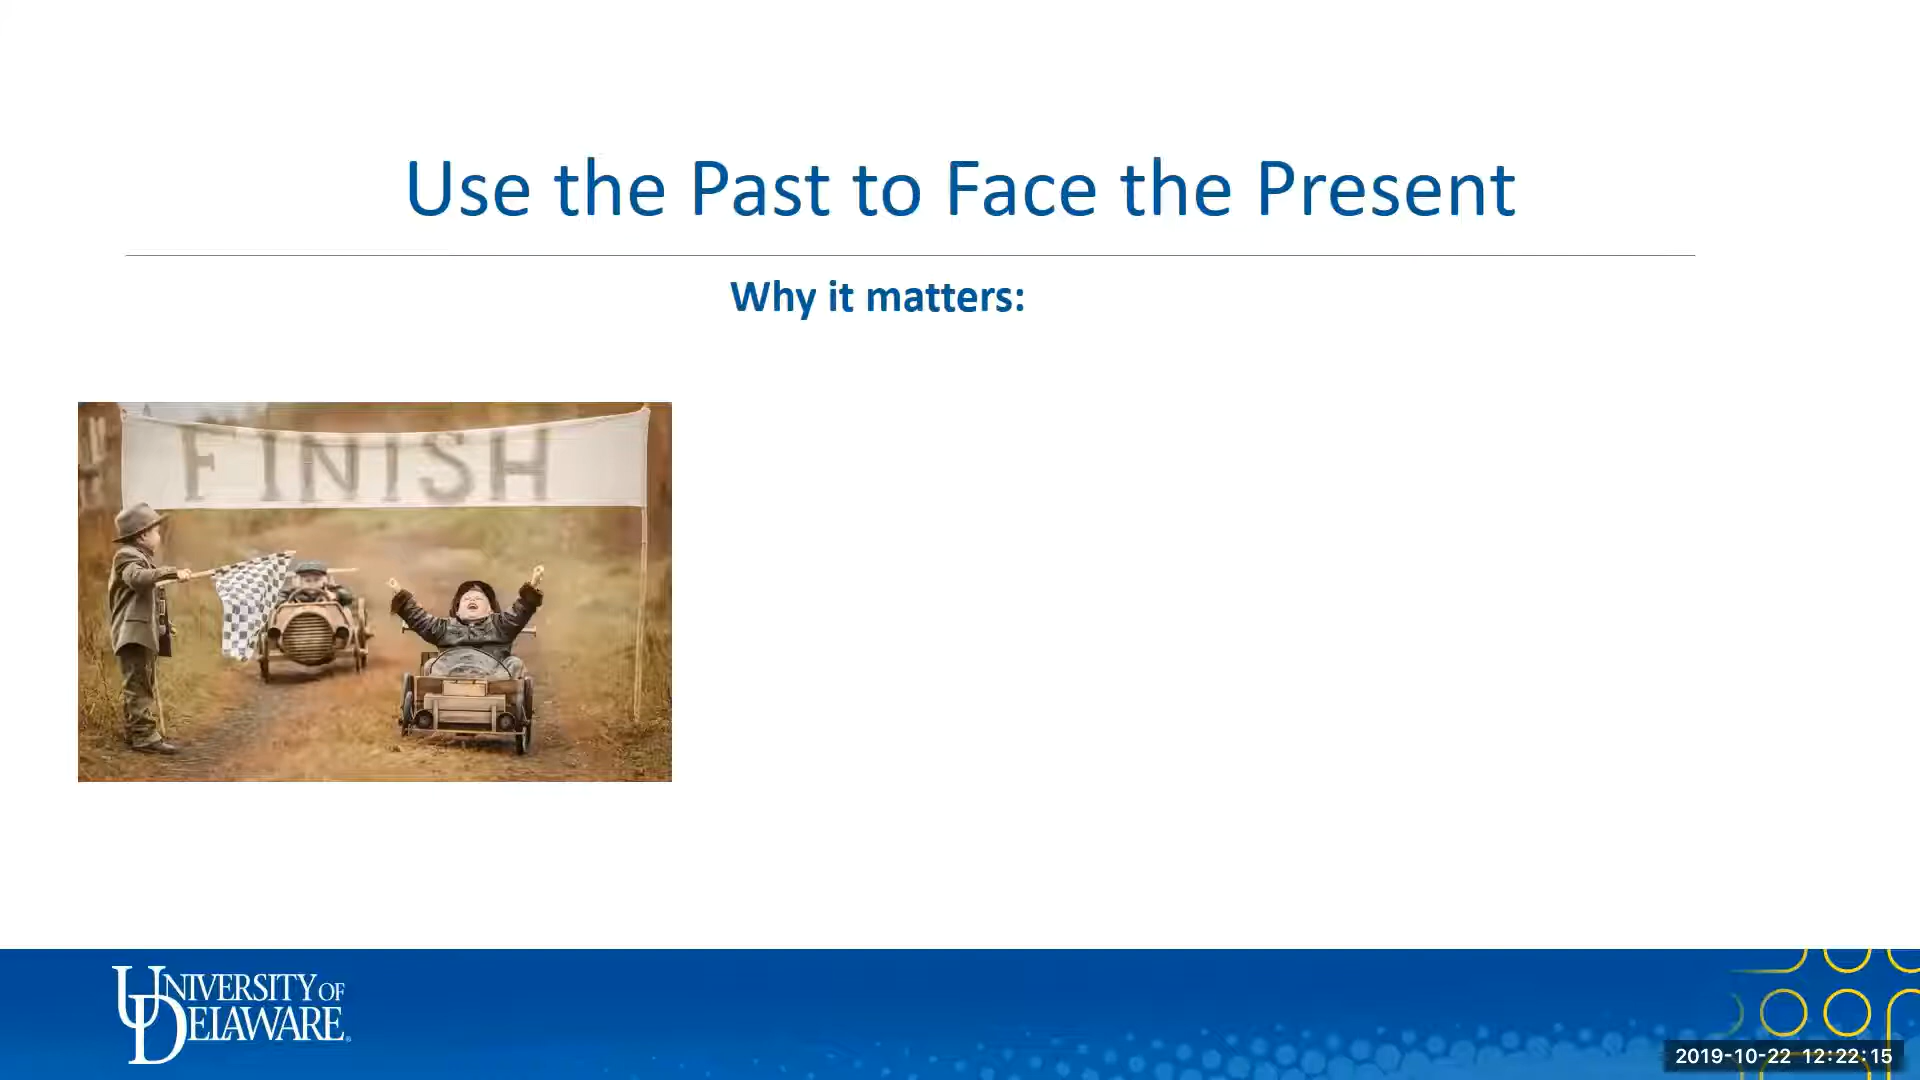 Use the Past to Face the Present
Why it matters:
FINISH
UNIVERSITY OF
DELAWARE
2019-10-22 12:22:15